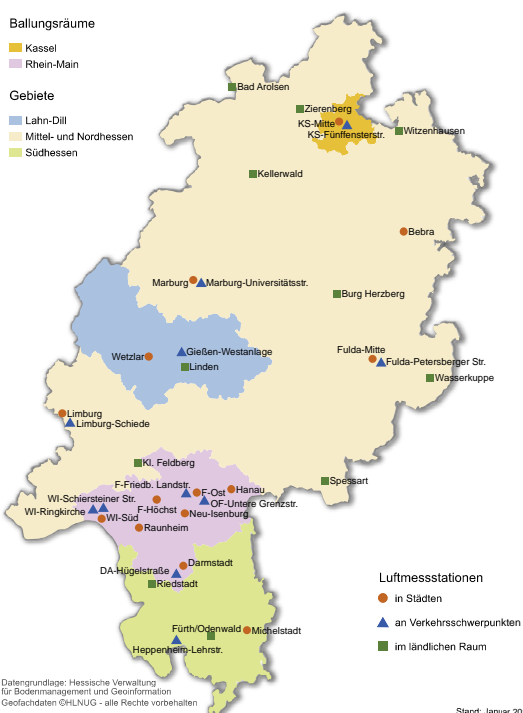 Ballungsräume
Kassel
Rhein-Main
Gebiete
Lahn-Dill
Mittel- und Nordhessen
Südhessen
Bad Arolsen
Zierenberg
KS-Mitte
KS-Fünffensterstr.
Witzenhausen
Kellerwald
Bebra
Marburg
Marburg-Universitätsstr.
Burg Herzberg
Gießen-Westanlage
Wetzlar
Linden
Fulda-Mitte
Fulda-Petersberger Str.
Wasserkuppe
Limburg
Limburg-Schiede
Kl. Feldberg
Spessart
F-Friedb. Landstr.
F-Ost
Hanau
WI-Schiersteiner Str.
OF-Untere Grenzstr.
WI-Ringkirche
F-Höchst
WI-Süd
Neu-Isenburg
Raunheim
Darmstadt
DA-Hügelstraße
Riedstadt
Fürth/Odenwald
Michelstadt
Heppenheim-Lehrstr.
Luftmessstationen
in Städten
an Verkehrsschwerpunkten
im ländlichen Raum
Datengrundlage: Hessische Verwaltung
für Bodenmanagement und Geoinformation
Geofachdaten ©HLNUG - alle Rechte vorbehalten
Stand: Januar 20